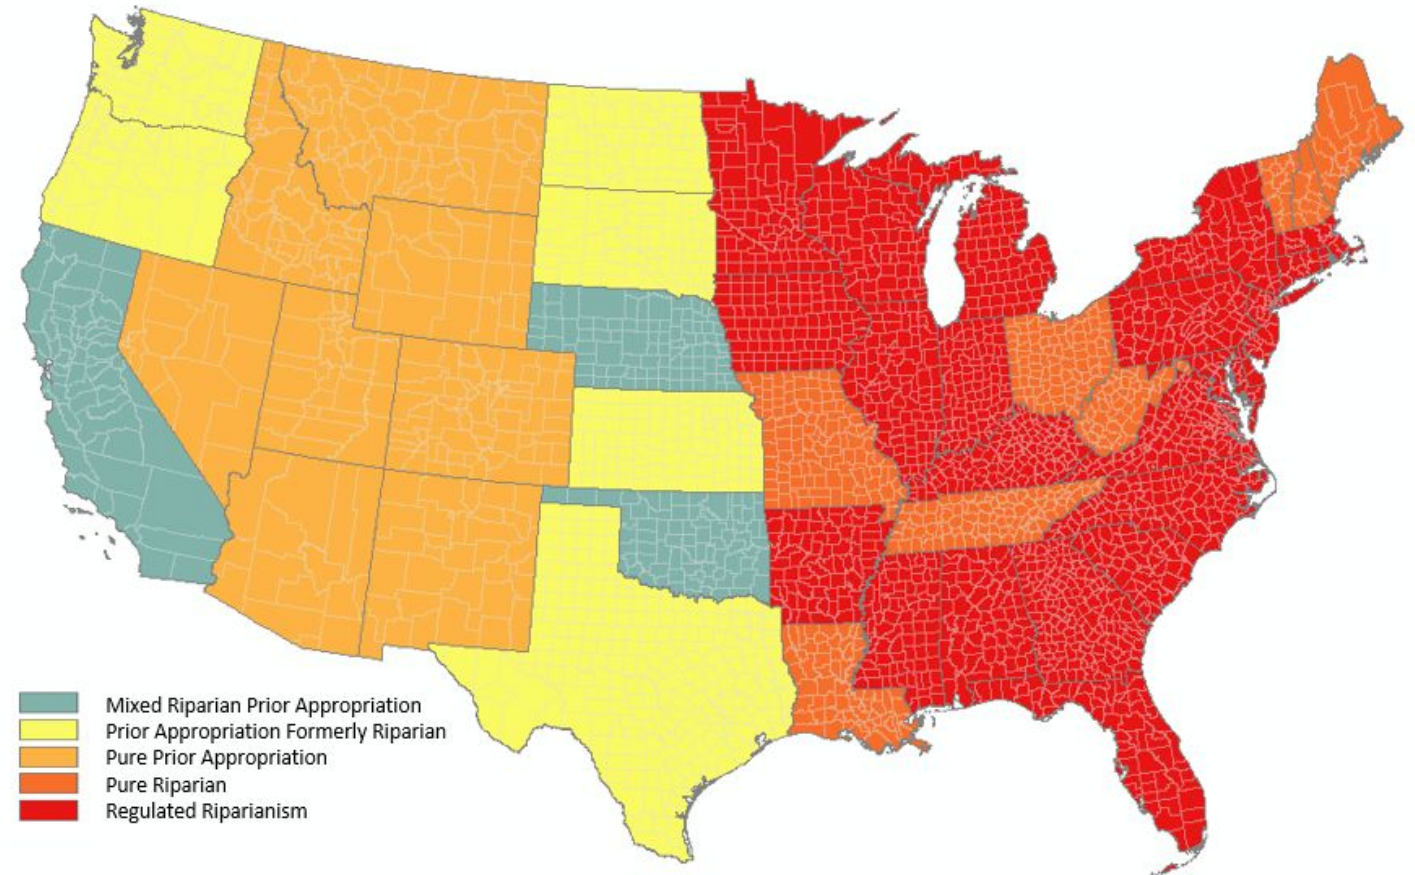 Mixed Riparian Prior Appropriation
Prior Appropriation Formerly Riparian
Pure Prior Appropriation
Pure Riparian
Regulated Riparianism